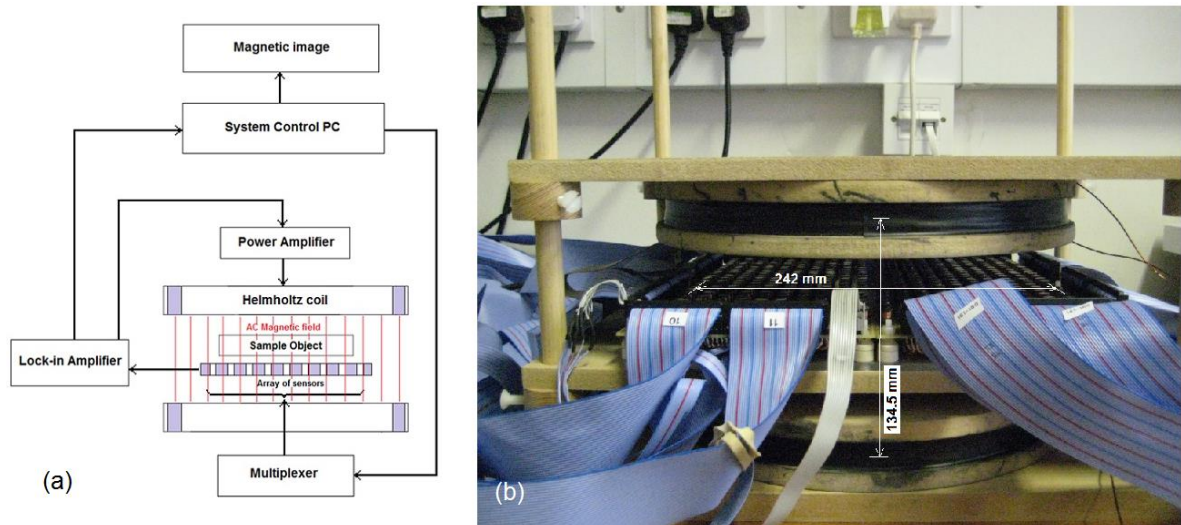 Magnetic image
System Control PC
Power Amplifier
Helmholtz coil
AC Magnetic field
Sample Object
Lock-in Amplifier
Array of sensors
Multiplexer
(a)
242 mm
10
11
134.5 mm
(b)